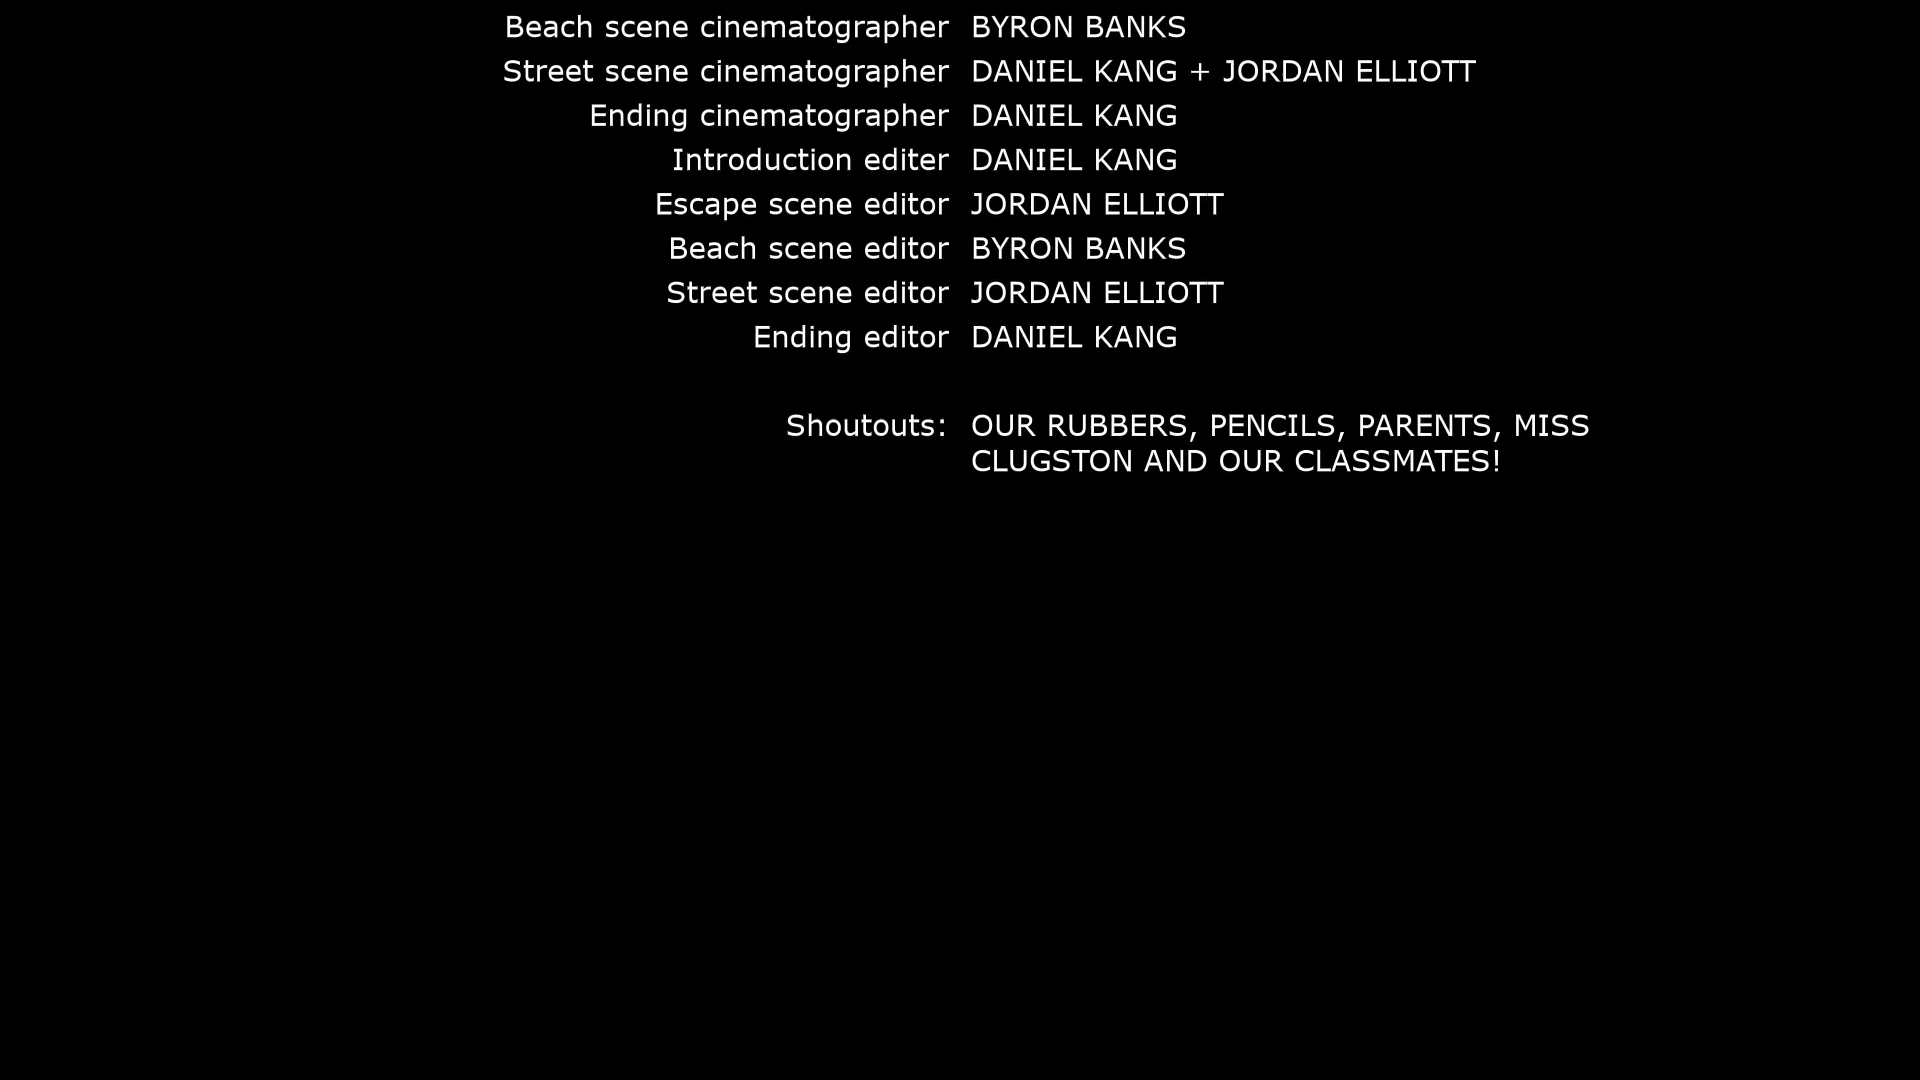 Beach scene cinematographer BYRON BANKS
Street scene cinematographer DANIEL KANG + JORDAN ELLIOTT
Ending cinematographer DANIEL KANG
Introduction editer DANIEL KANG
Escape scene editor JORDAN ELLIOTT
Beach scene editor BYRON BANKS
Street scene editor JORDAN ELLIOTT
Ending editor DANIEL KANG
Shoutouts: OUR RUBBERS, PENCILS, PARENTS, MISS
CLUGSTON AND OUR CLASSMATES!